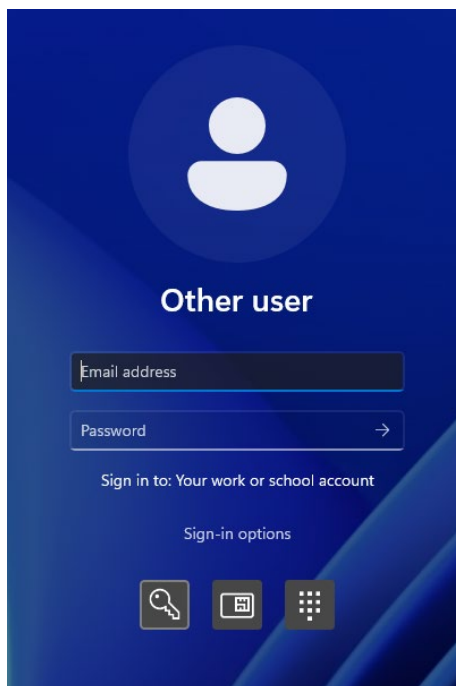 Other user
Email address
Password
Sign in to: Your work or school account
Sign-in options